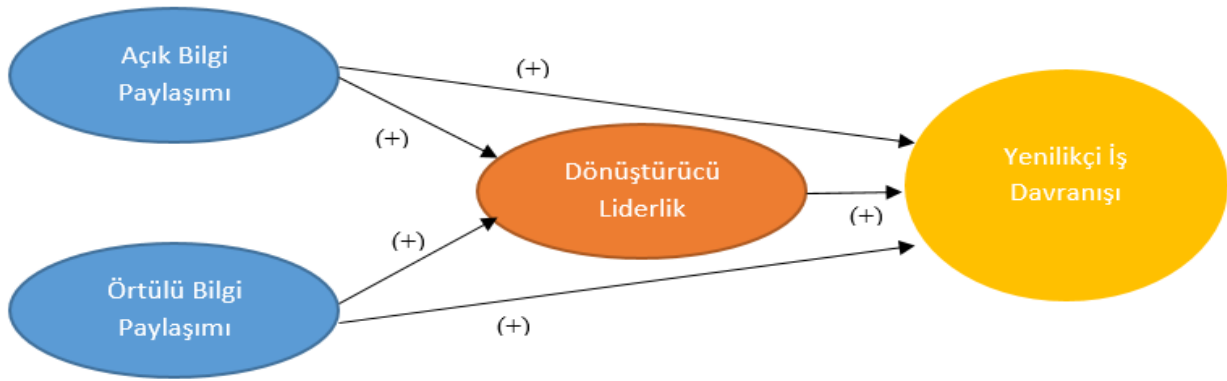 Açık Bilgi
Paylaşımı
(+)
(+)
Dönüştürücü
Liderlik
Yenilikçi İş
Davranışı
(+)
(+)
Örtülü Bilgi
Paylaşımı
(+)